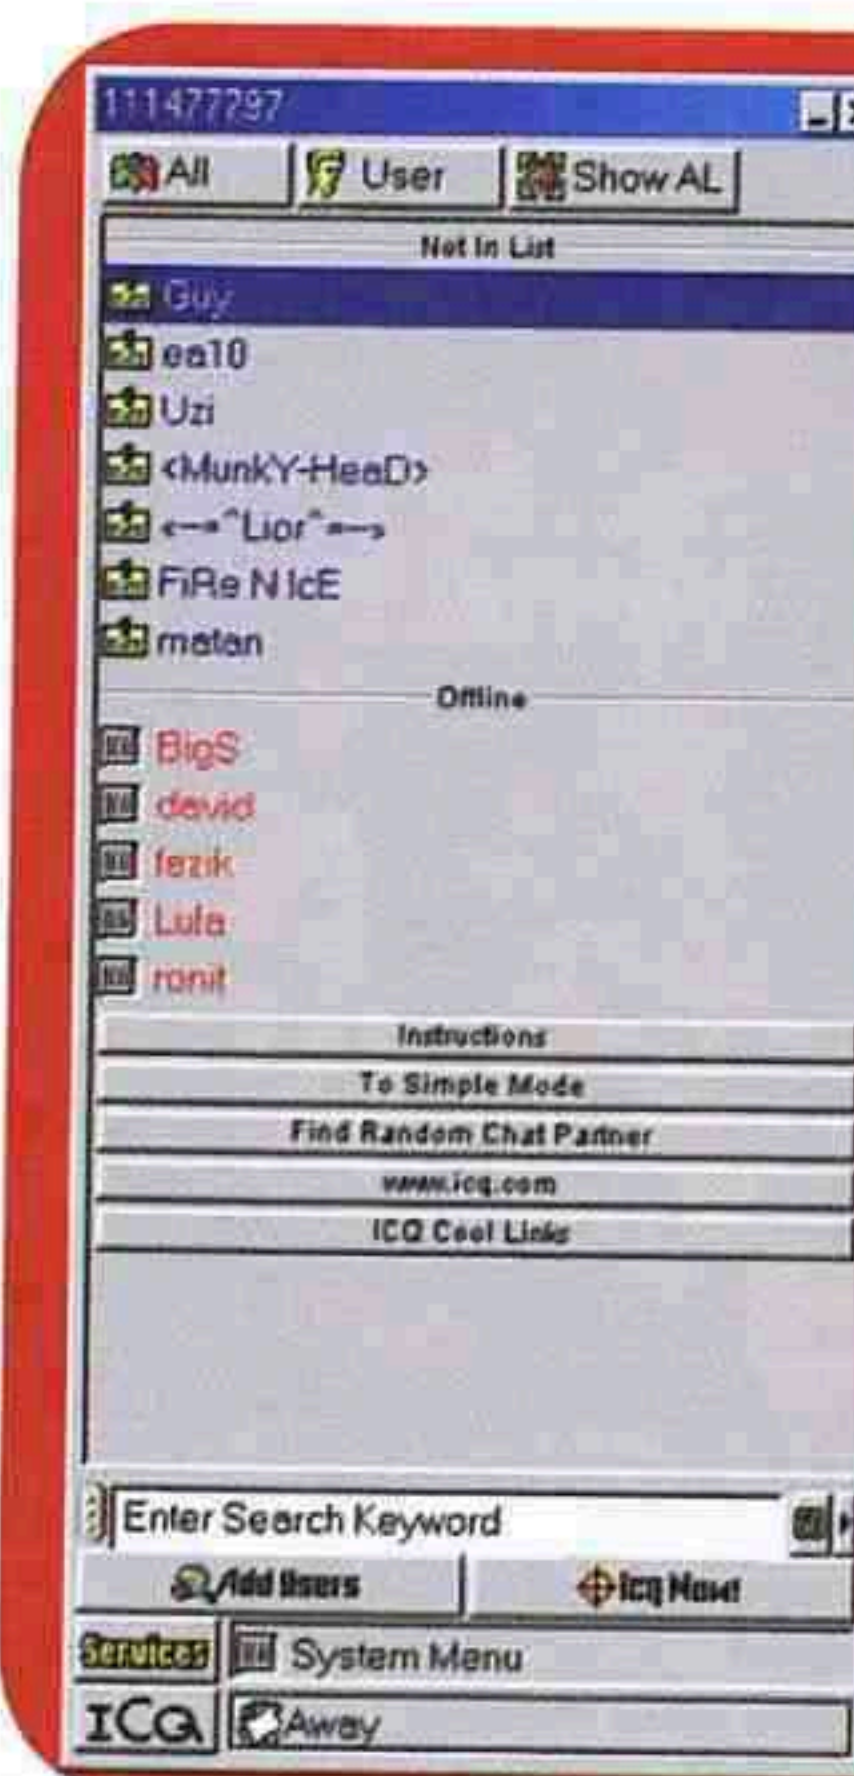 111477797
All User Show AL
Not In List
Guy
ea10
Uzi
<MunkY-HeaD>
<--=^Lior^=-->
FiRe N IcE
matan
Offline
BigS
david
fezik
Lula
ronit
Instructions
To Simple Mode
Find Random Chat Partner
www.icq.com
ICQ Cool Links
Enter Search Keyword
Add Users Icq Now!
Services System Menu
ICQ Away